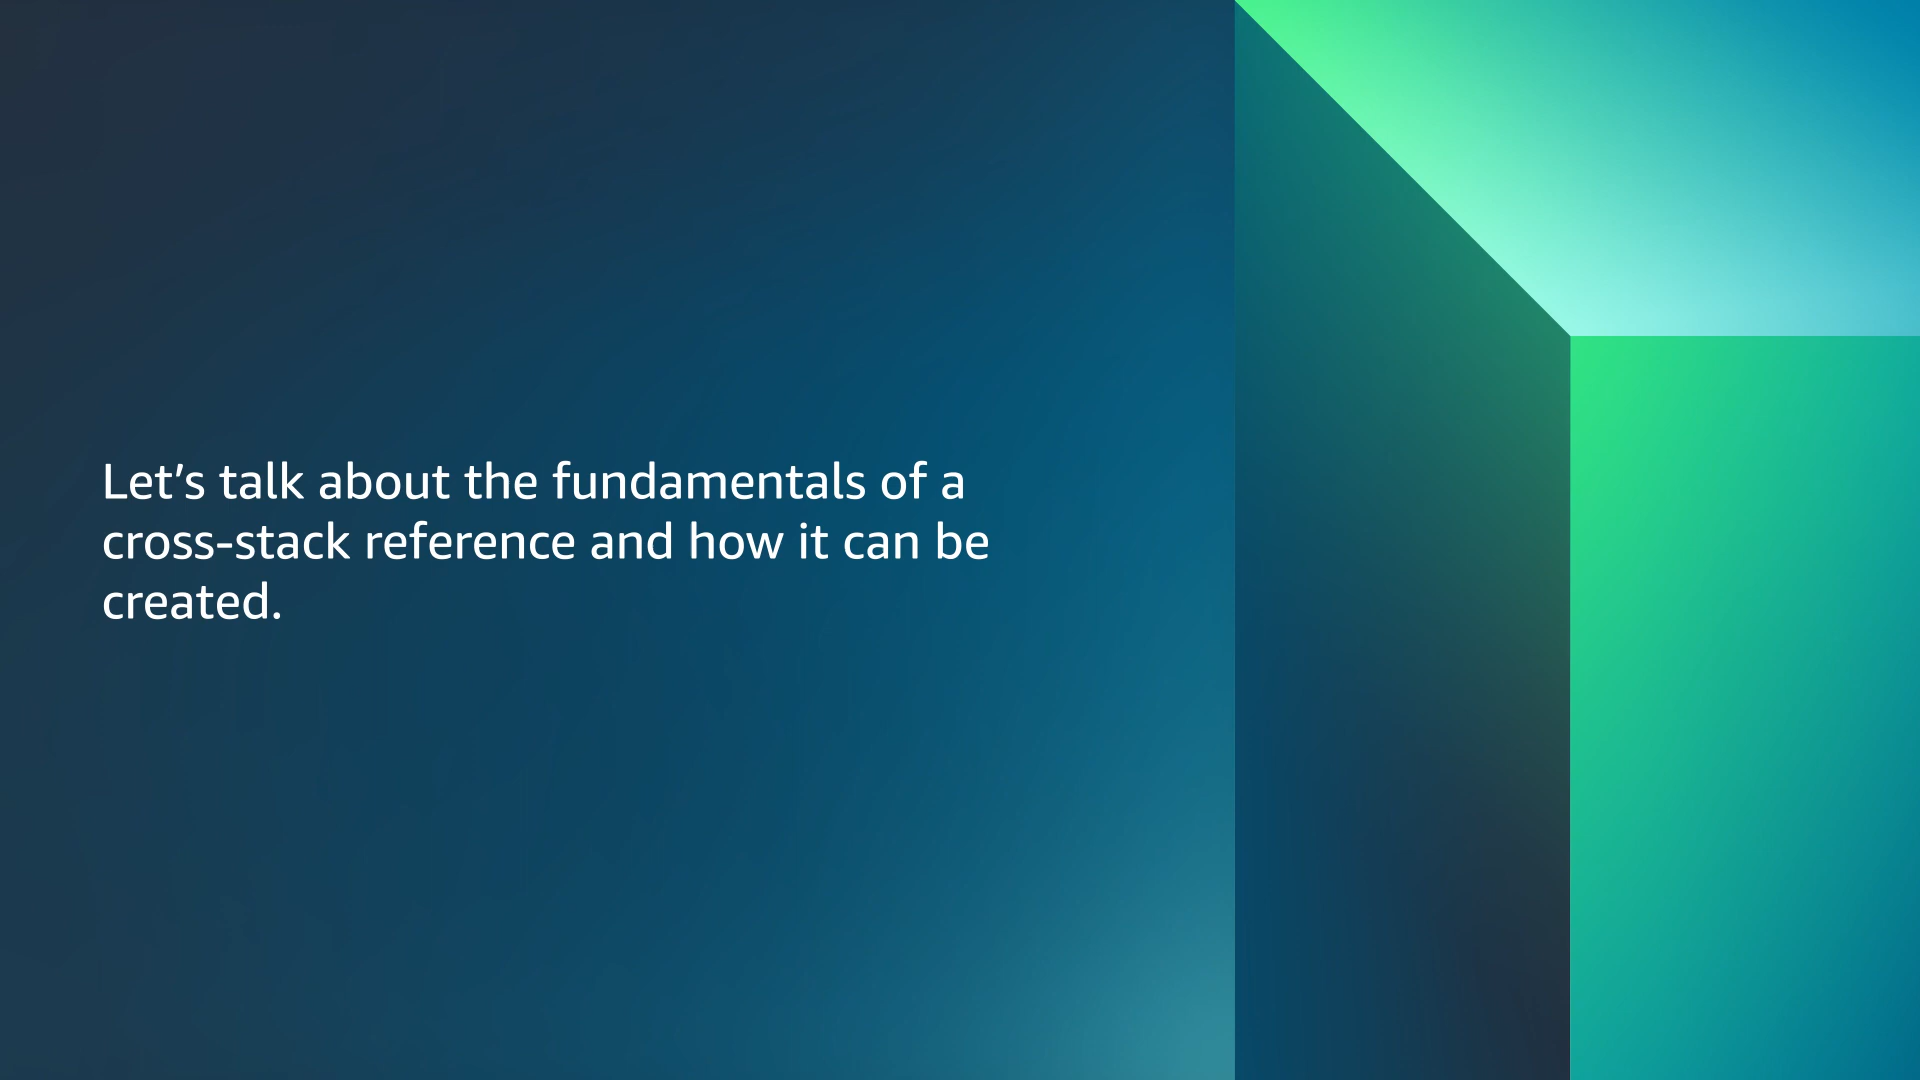 Let’s talk about the fundamentals of a
cross-stack reference and how it can be
created.